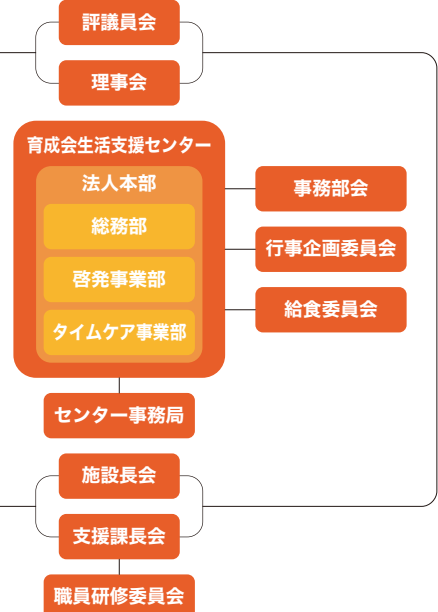 評議員会
理事会
育成会生活支援センター
法人本部
総務部
啓発事業部
タイムケア事業部
事務部会
行事企画委員会
給食委員会
センター事務局
施設長会
支援課長会
職員研修委員会